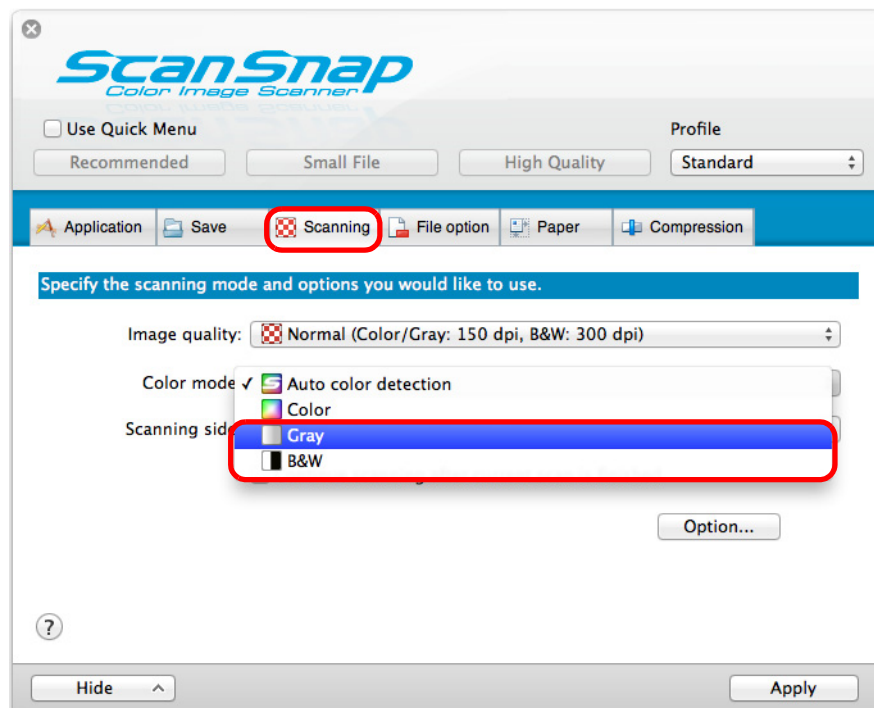 ScanSnap
Color Image Scanner
Use Quick Menu
Profile
Recommended
Small File
High Quality
Standard
Application
Save
Scanning
File option
Paper
Compression
Specify the scanning mode and options you would like to use.
Image quality:
Normal (Color/Gray: 150 dpi, B&W: 300 dpi)
Color mode
✓ Auto color detection
Color
Scanning side
Gray
B&W
Option...
?
Hide
Apply